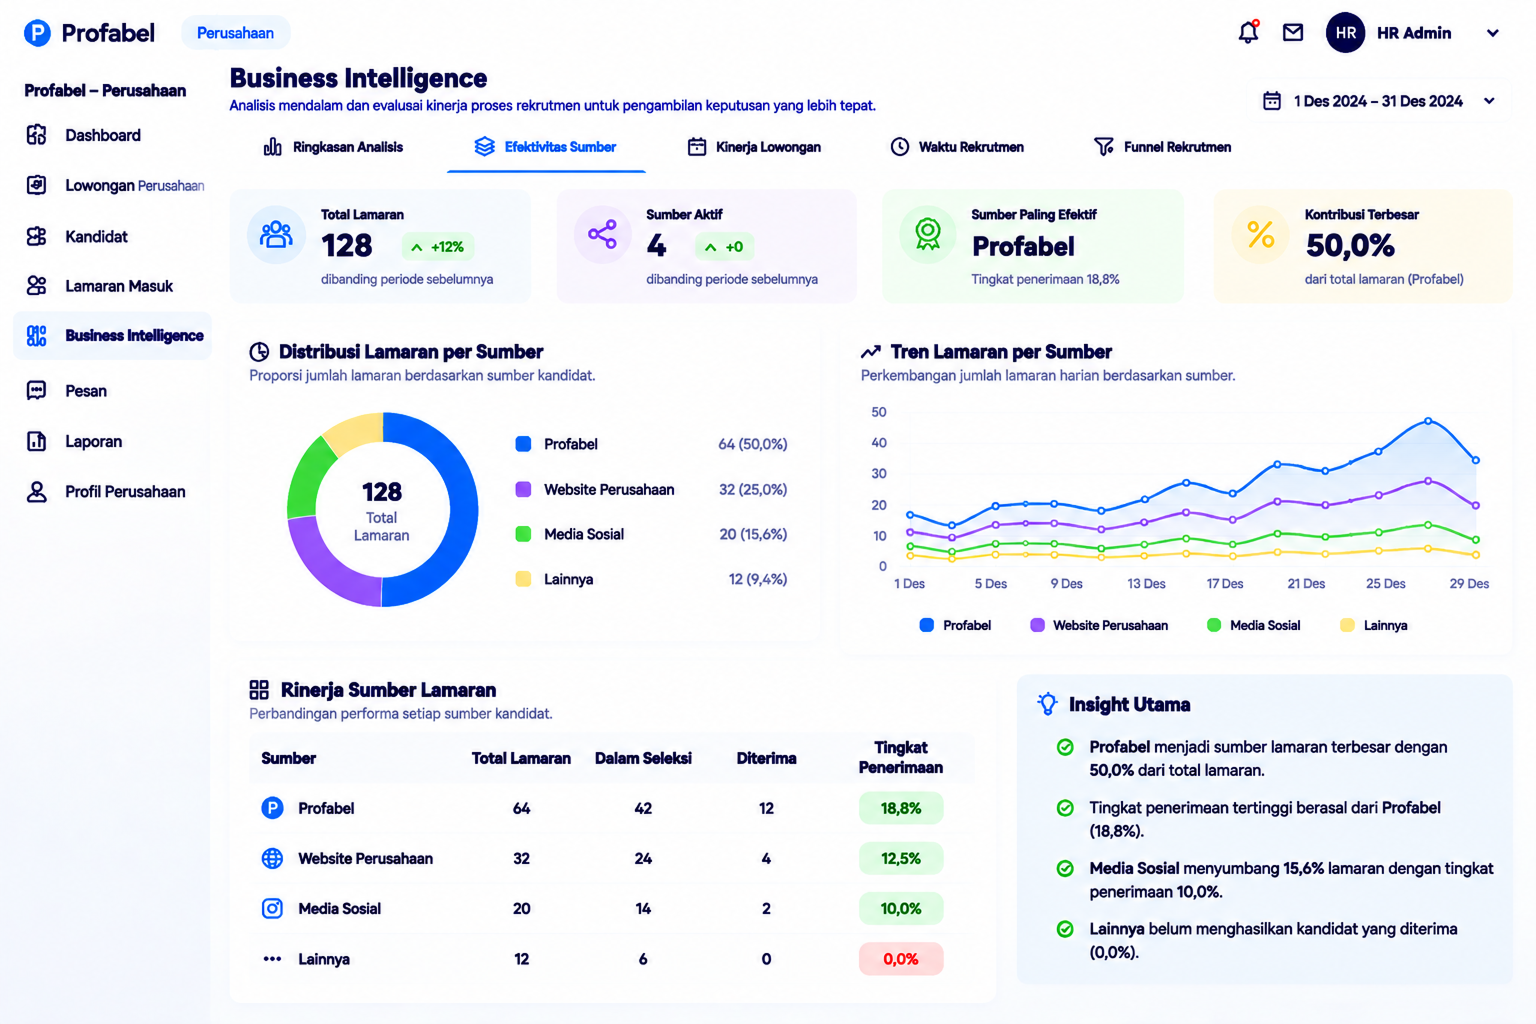 Profabel
Perusahaan
HR
HR Admin
Profabel – Perusahaan
Dashboard
Lowongan Perusahaan
Kandidat
Lamaran Masuk
Business Intelligence
Pesan
Laporan
Profil Perusahaan
Business Intelligence
Analisis mendalam dan evalusai kinerja proses rekrutmen untuk pengambilan keputusan yang lebih tepat.
1 Des 2024 – 31 Des 2024
Ringkasan Analisis
Efektivitas Sumber
Kinerja Lowongan
Waktu Rekrutmen
Funnel Rekrutmen
Total Lamaran
128
+12%
dibanding periode sebelumnya
Sumber Aktif
4
+0
dibanding periode sebelumnya
Sumber Paling Efektif
Profabel
Tingkat penerimaan 18,8%
%
Kontribusi Terbesar
50,0%
dari total lamaran (Profabel)
Distribusi Lamaran per Sumber
Proporsi jumlah lamaran berdasarkan sumber kandidat.
128
Total
Lamaran
Profabel 64 (50,0%)
Website Perusahaan 32 (25,0%)
Media Sosial 20 (15,6%)
Lainnya 12 (9,4%)
Tren Lamaran per Sumber
Perkembangan jumlah lamaran harian berdasarkan sumber.
50
40
30
20
10
0
1 Des 5 Des 9 Des 13 Des 17 Des 21 Des 25 Des 29 Des
Profabel Website Perusahaan Media Sosial Lainnya
Rinerja Sumber Lamaran
Perbandingan performa setiap sumber kandidat.
Sumber Total Lamaran Dalam Seleksi Diterima Tingkat
Penerimaan
P Profabel 64 42 12 18,8%
Website Perusahaan 32 24 4 12,5%
Media Sosial 20 14 2 10,0%
Lainnya 12 6 0 0,0%
Insight Utama
Profabel menjadi sumber lamaran terbesar dengan
50,0% dari total lamaran.
Tingkat penerimaan tertinggi berasal dari Profabel
(18,8%).
Media Sosial menyumbang 15,6% lamaran dengan tingkat
penerimaan 10,0%.
Lainnya belum menghasilkan kandidat yang diterima
(0,0%).